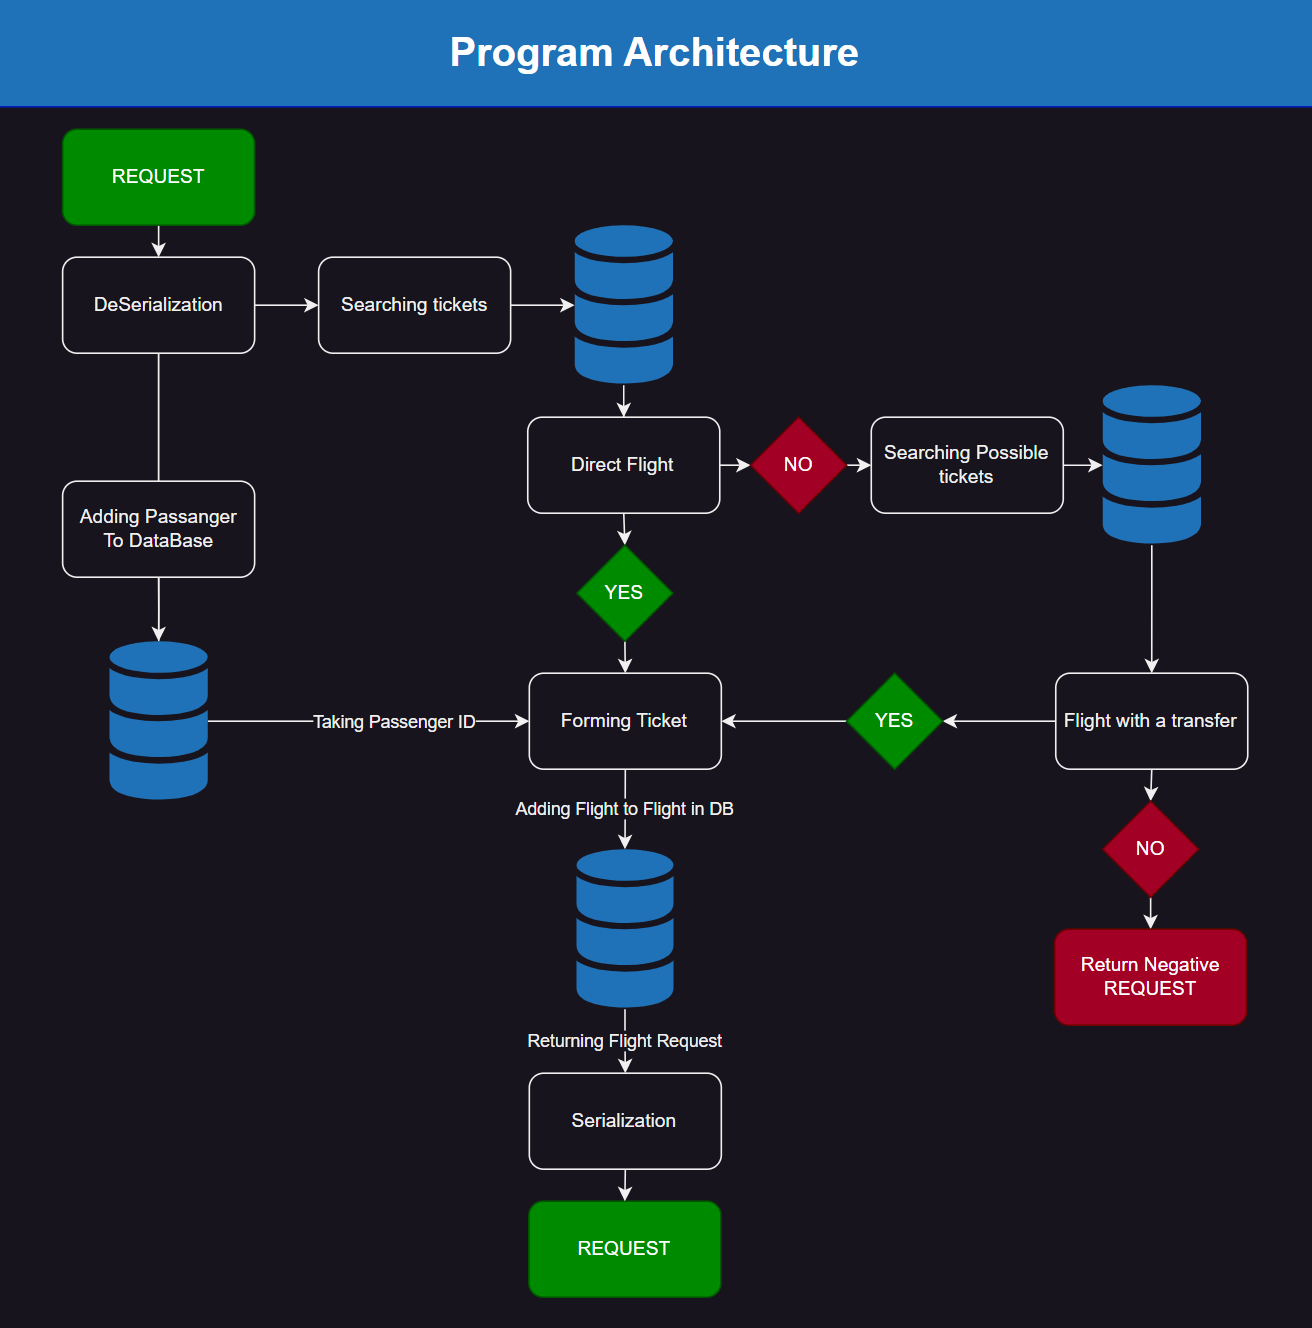 Program Architecture
REQUEST
DeSerialization
Searching tickets
Direct Flight
NO
Searching Possible
tickets
Adding Passanger
To DataBase
YES
Taking Passenger ID
Forming Ticket
YES
Flight with a transfer
Adding Flight to Flight in DB
NO
Return Negative
REQUEST
Returning Flight Request
Serialization
REQUEST